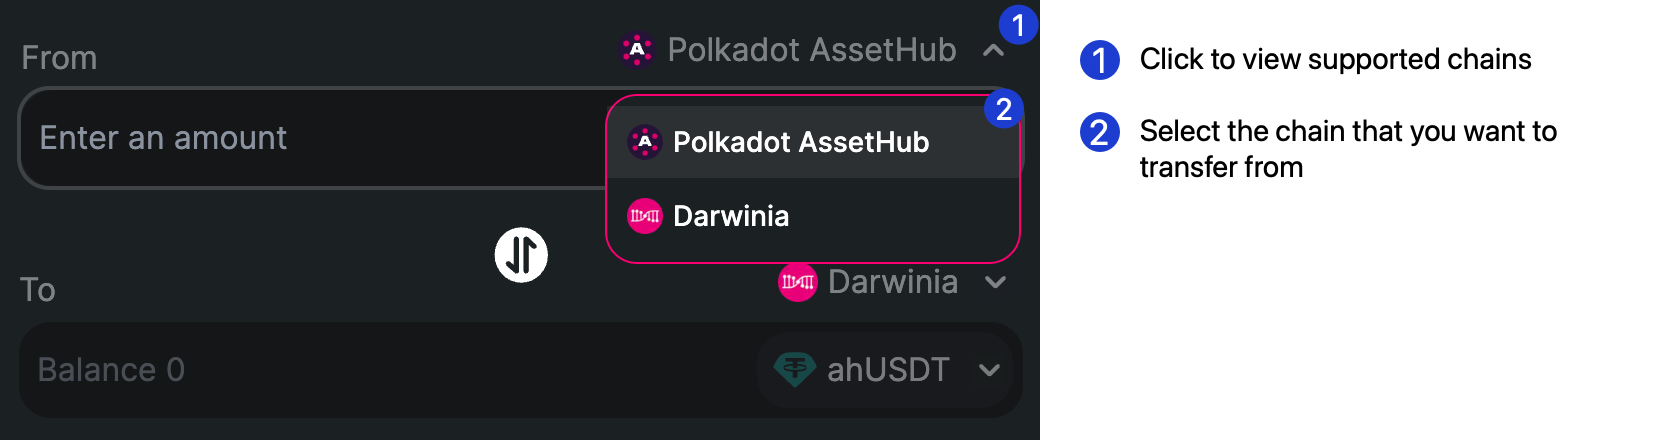 From
Polkadot AssetHub
1
Enter an amount
2
A Polkadot AssetHub
Darwinia
To
Darwinia
Balance 0
ahUSDT
1 Click to view supported chains
2 Select the chain that you want to
transfer from